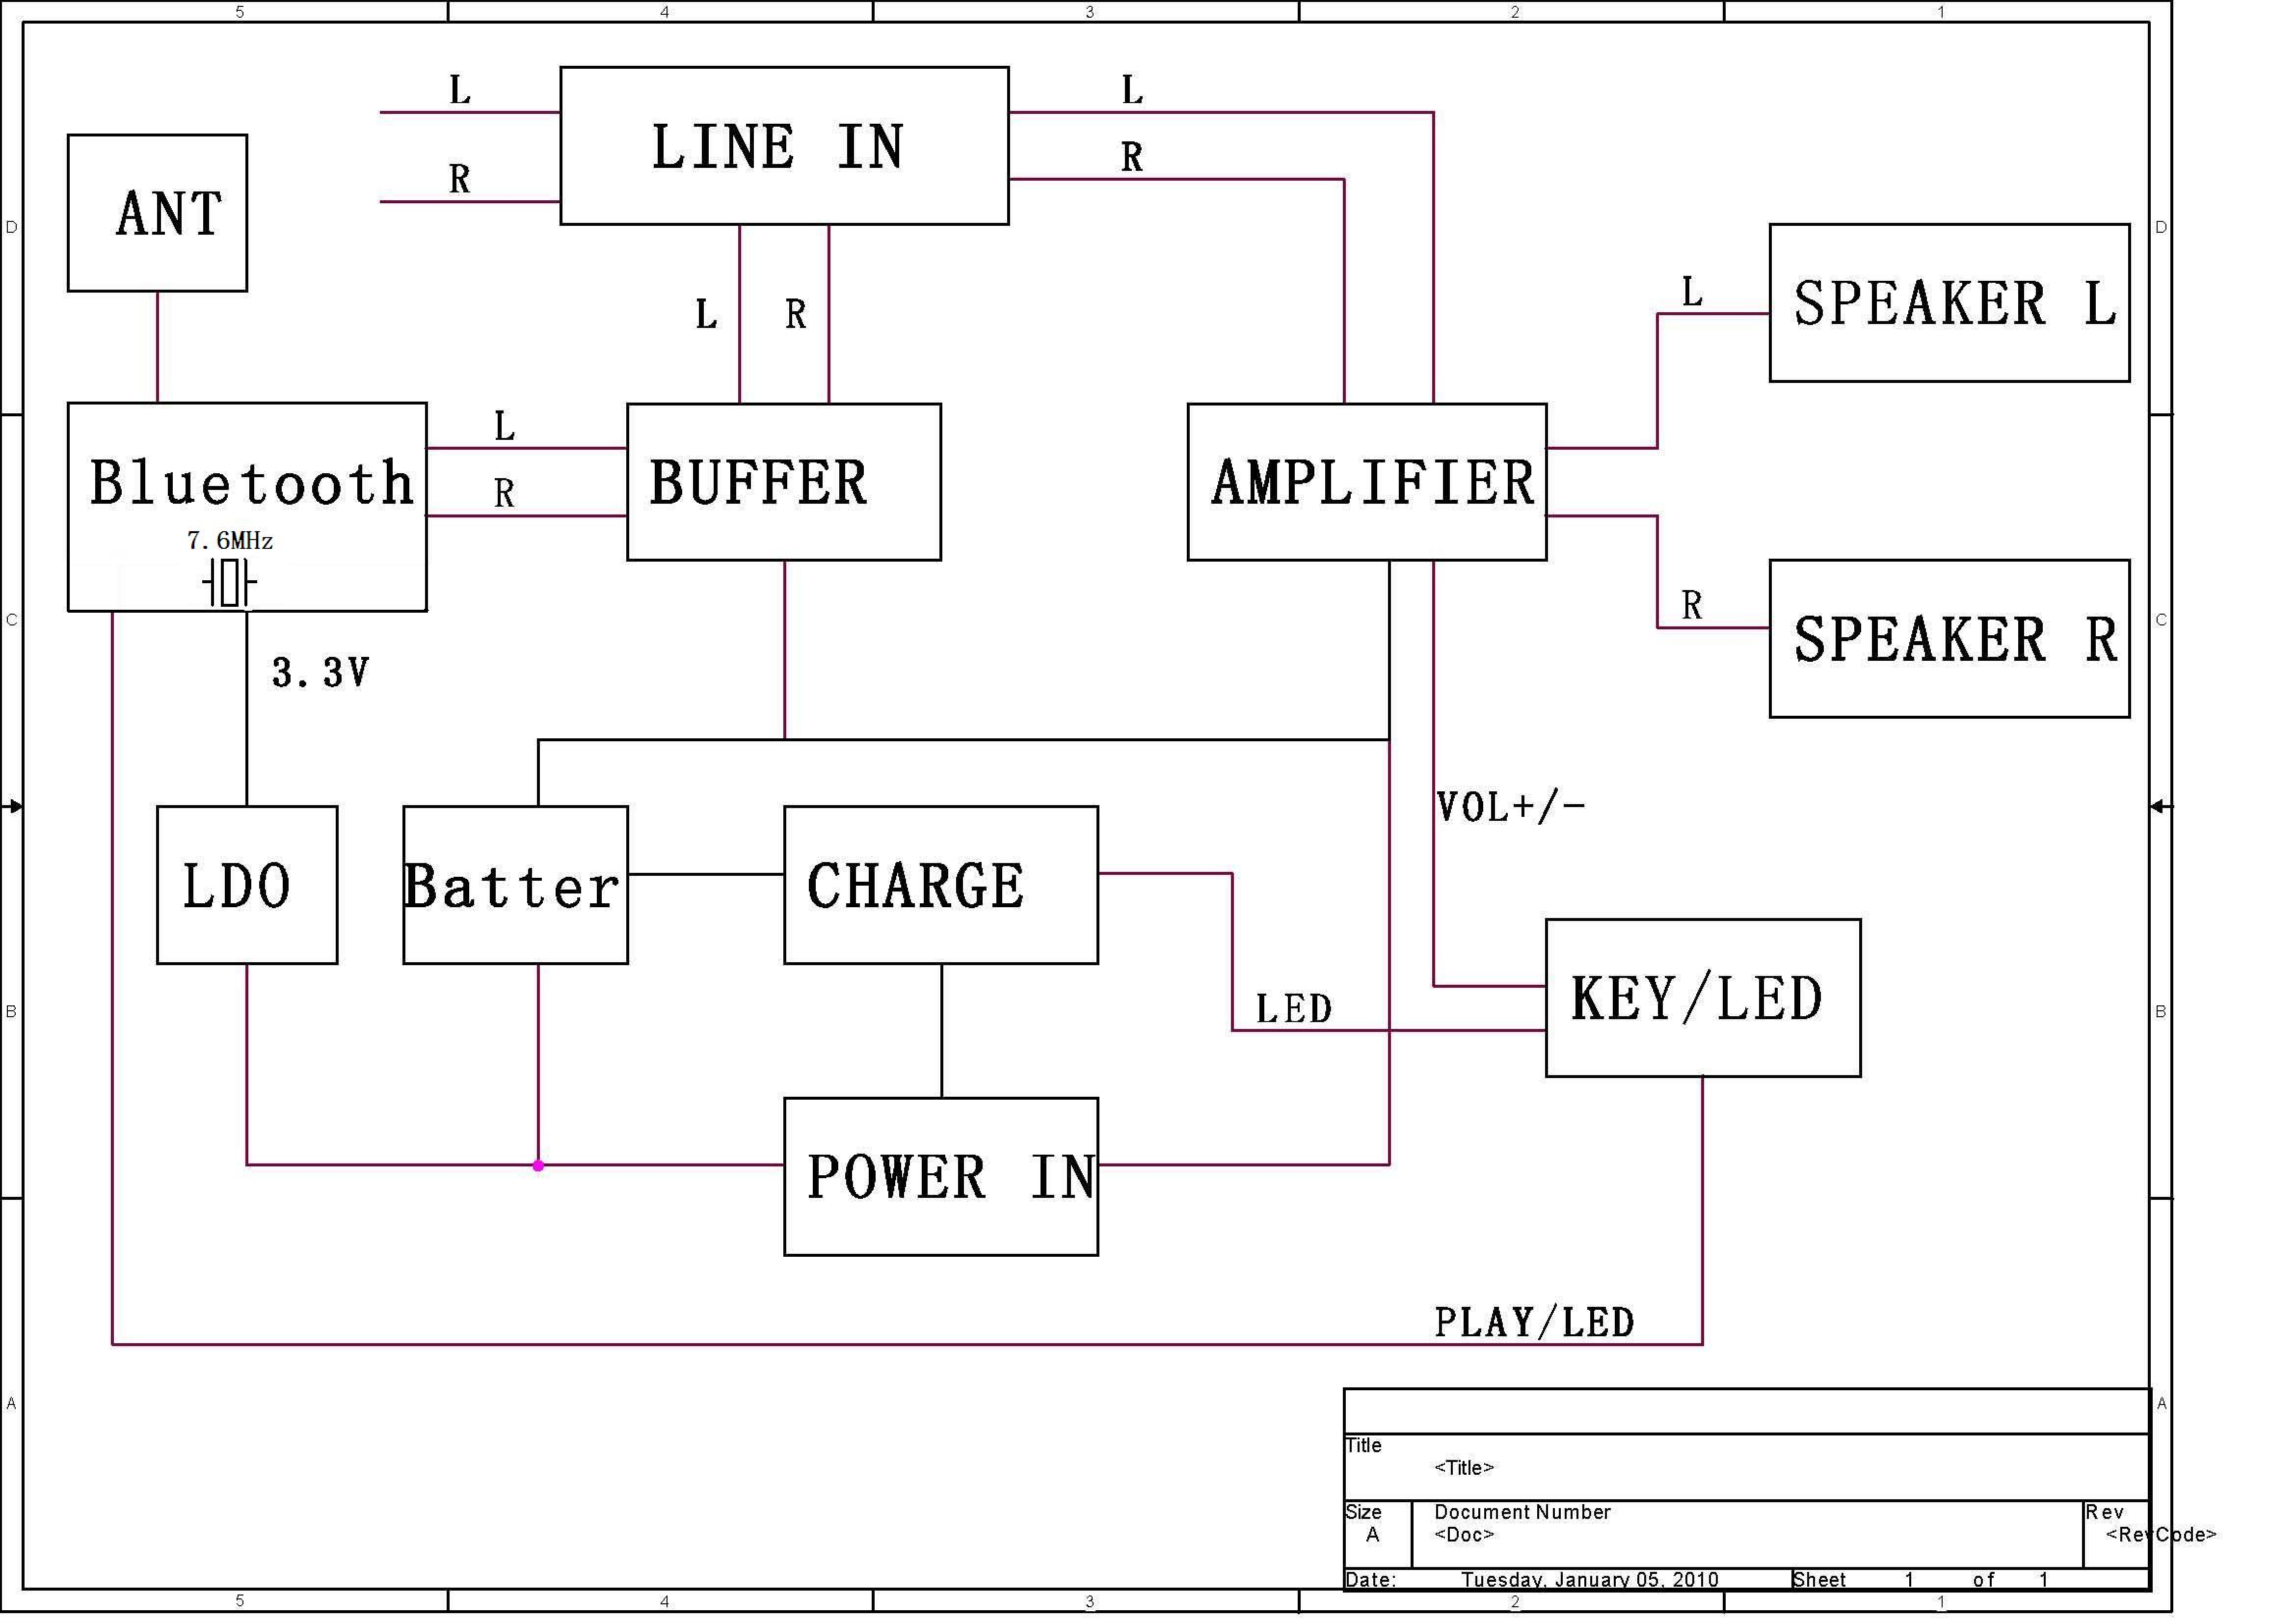 5 4 3 2 1
L
L
LINE IN
R
R
ANT
D
D
L
SPEAKER L
L R
L
Bluetooth
BUFFER
AMPLIFIER
R
7.6MHz
R
C
C
SPEAKER R
3.3V
VOL+/-
LDO
Batter
CHARGE
KEY/LED
LED
B
B
POWER IN
PLAY/LED
A
A
Title
<Title>
Size
Document Number
Rev
A
<Doc>
<RevCode>
Date: Tuesday, January 05, 2010 Sheet 1 of 1
5 4 3 2 1